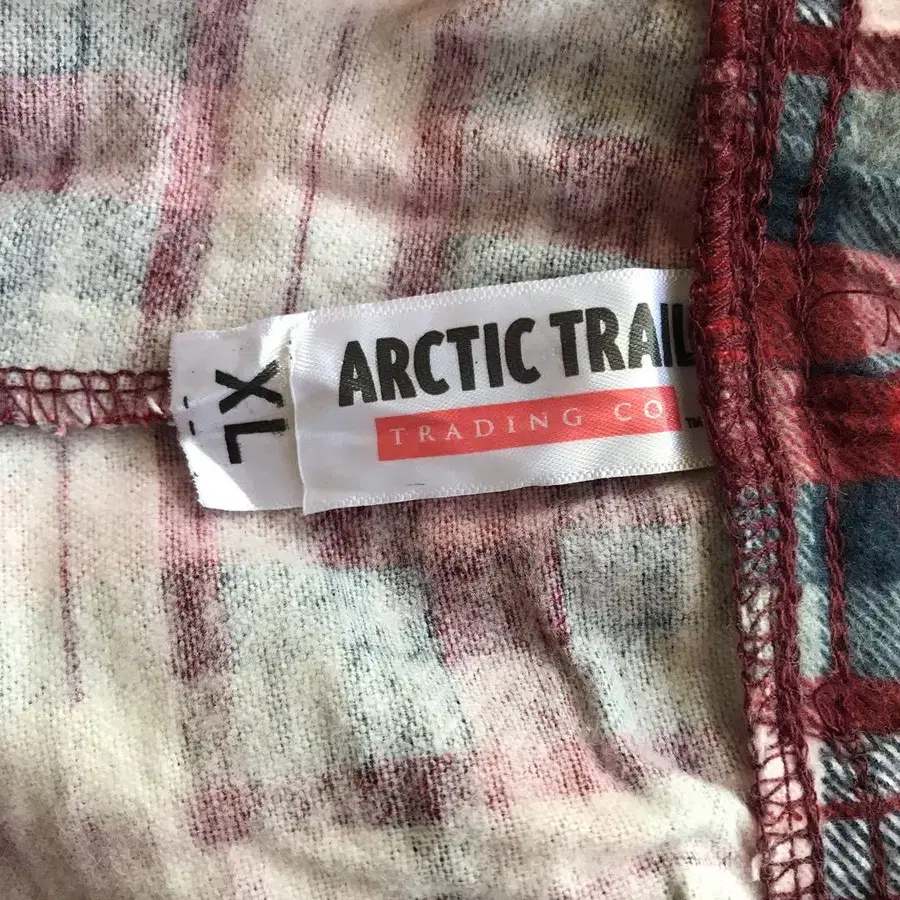 XL
ARCTIC TRAIL
TRADING CO
TM